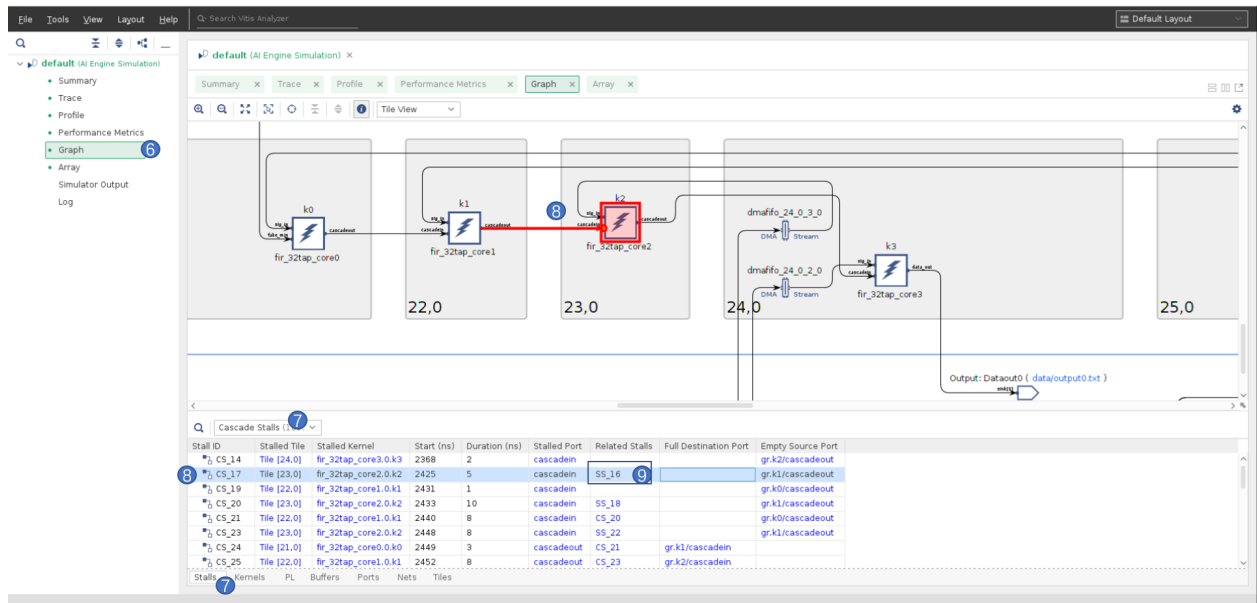 File Tools View Layout Help Search Vitis Analyzer Default Layout
default (AI Engine Simulation)
Summary
Trace
Profile
Performance Metrics
Graph 6
Array
Simulator Output
Log
default (AI Engine Simulation) ×
Summary × Trace × Profile × Performance Metrics × Graph × Array ×
Tile View
k0
sig_in
cascadeout
fir_32tap_core0
k1
sig_in
cascadein cascadeout
fir_32tap_core1
22,0
8
k2
sig_in
cascadein cascadeout
fir_32tap_core2
23,0
dmafifo_24_0_3_0
DMA Stream
dmafifo_24_0_2_0
DMA Stream
k3
sig_in
cascadein data_out
fir_32tap_core3
24,0
25,0
Output: Dataout0 ( data/output0.txt )
Cascade Stalls ( 7
Stall ID Stalled Tile Stalled Kernel Start (ns) Duration (ns) Stalled Port Related Stalls Full Destination Port Empty Source Port
CS_14 Tile [24,0] fir_32tap_core3.0.k3 2368 2 cascadein gr.k2/cascadeout
8 CS_17 Tile [23,0] fir_32tap_core2.0.k2 2425 5 cascadein SS_16 9 gr.k1/cascadeout
CS_19 Tile [22,0] fir_32tap_core1.0.k1 2431 1 cascadein gr.k0/cascadeout
CS_20 Tile [23,0] fir_32tap_core2.0.k2 2433 10 cascadein SS_18 gr.k1/cascadeout
CS_21 Tile [22,0] fir_32tap_core1.0.k1 2440 8 cascadein CS_20 gr.k0/cascadeout
CS_23 Tile [23,0] fir_32tap_core2.0.k2 2448 8 cascadein SS_22 gr.k1/cascadeout
CS_24 Tile [21,0] fir_32tap_core0.0.k0 2449 3 cascadeout CS_21 gr.k1/cascadein
CS_25 Tile [22,0] fir_32tap_core1.0.k1 2452 8 cascadeout CS_23 gr.k2/cascadein
Stalls 7 Kernels PL Buffers Ports Nets Tiles